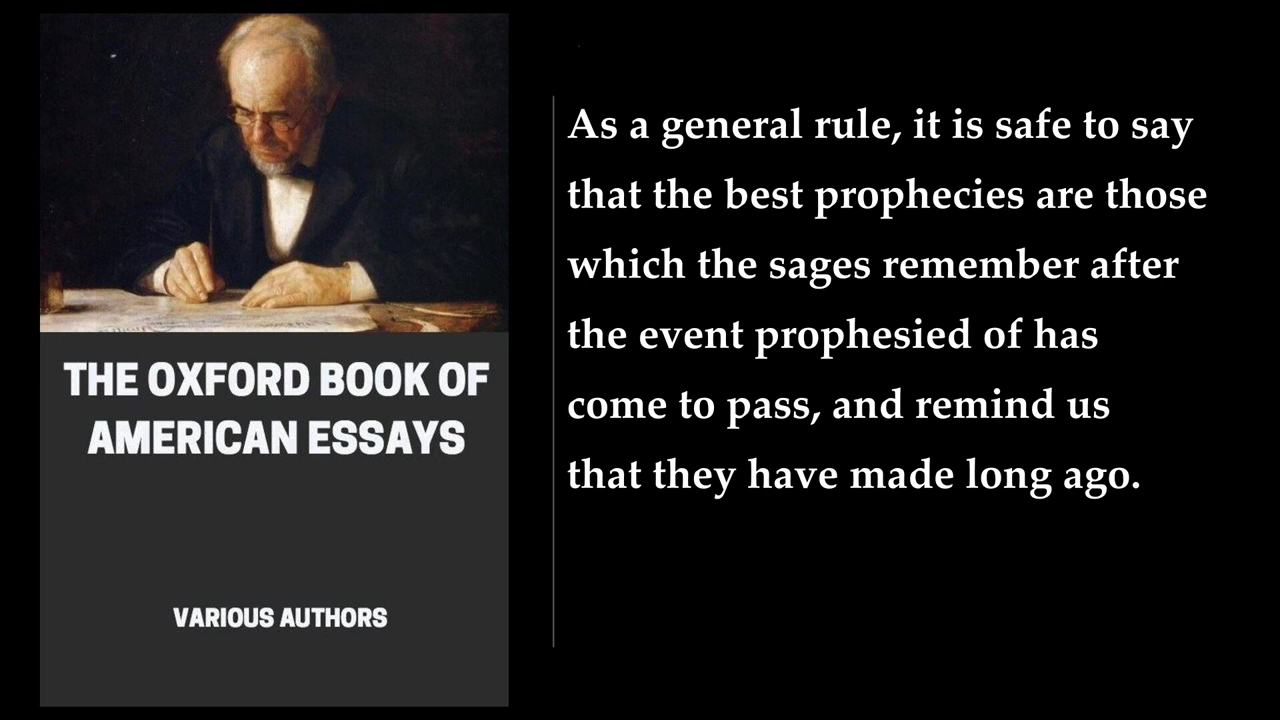 THE OXFORD BOOK OF
AMERICAN ESSAYS
VARIOUS AUTHORS
As a general rule, it is safe to say
that the best prophecies are those
which the sages remember after
the event prophesied of has
come to pass, and remind us
that they have made long ago.